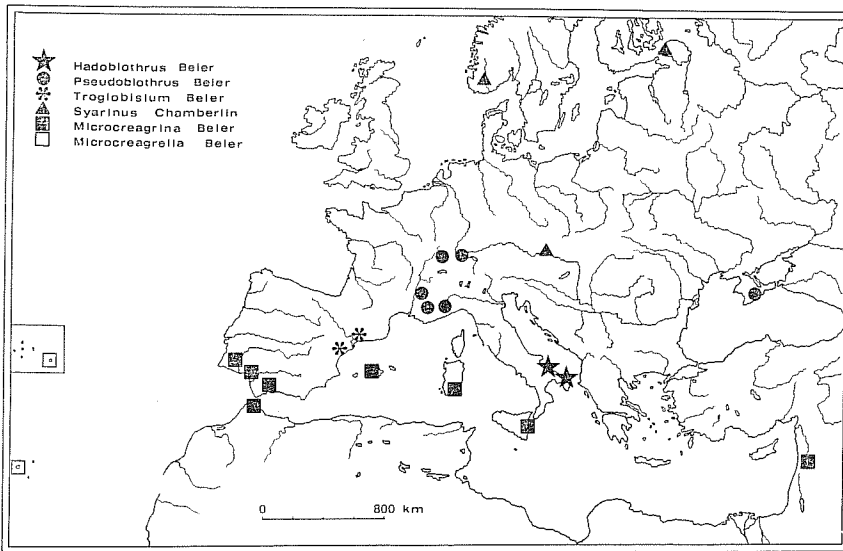 Hadoblothrus Beier
Pseudoblothrus Beier
Troglobisium Beier
Syarinus Chamberlin
Microcreagrina Beier
Microcreagrella Beier
0 800 km